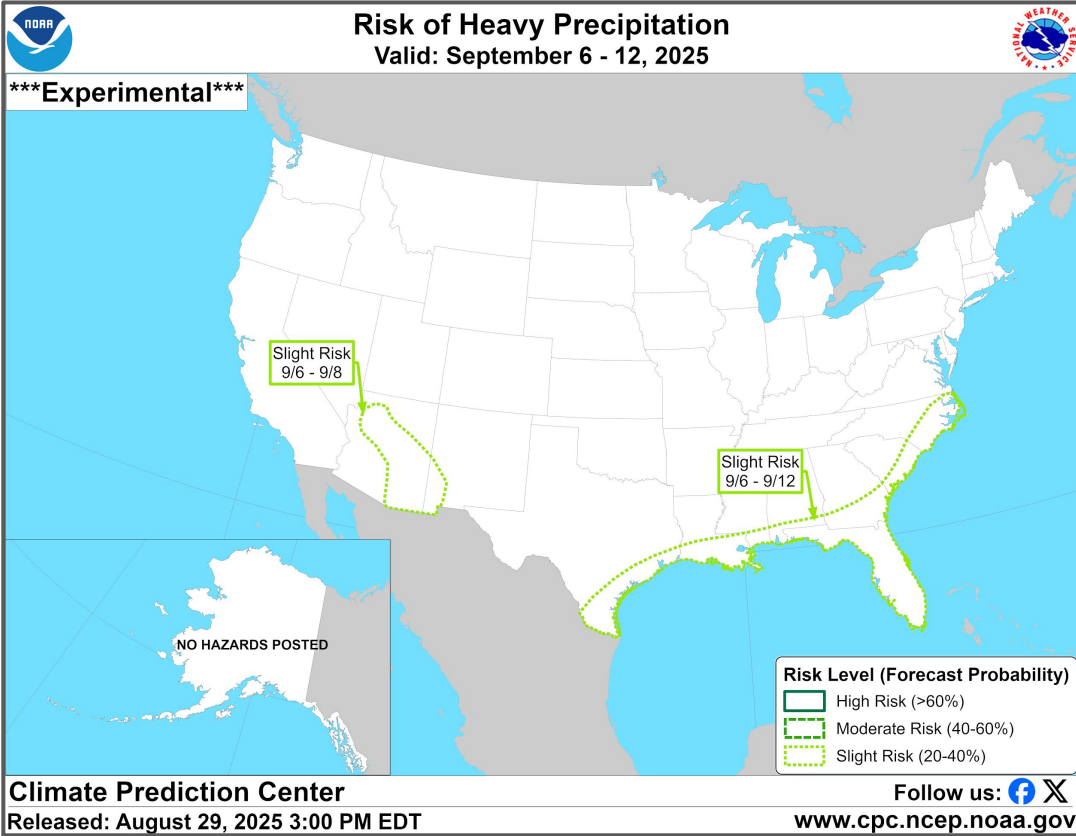 NOAA
Risk of Heavy Precipitation
Valid: September 6 - 12, 2025
NATIONAL WEATHER SERVICE
***Experimental***
Slight Risk
9/6 - 9/8
Slight Risk
9/6 - 9/12
NO HAZARDS POSTED
Risk Level (Forecast Probability)
High Risk (>60%)
Moderate Risk (40-60%)
Slight Risk (20-40%)
Climate Prediction Center
Follow us:
Released: August 29, 2025 3:00 PM EDT
www.cpc.ncep.noaa.gov